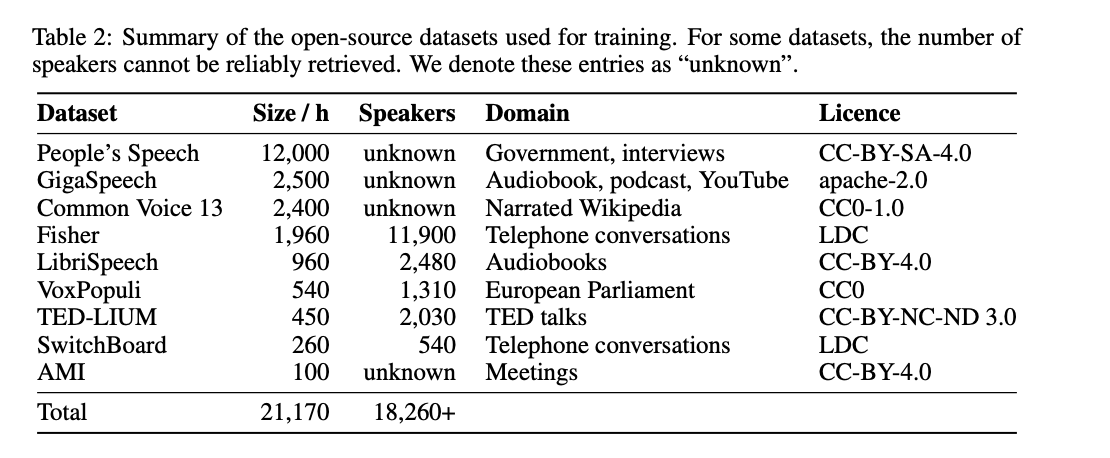 Table 2: Summary of the open-source datasets used for training. For some datasets, the number of
speakers cannot be reliably retrieved. We denote these entries as “unknown”.
Dataset Size / h Speakers Domain Licence
People’s Speech 12,000 unknown Government, interviews CC-BY-SA-4.0
GigaSpeech 2,500 unknown Audiobook, podcast, YouTube apache-2.0
Common Voice 13 2,400 unknown Narrated Wikipedia CC0-1.0
Fisher 1,960 11,900 Telephone conversations LDC
LibriSpeech 960 2,480 Audiobooks CC-BY-4.0
VoxPopuli 540 1,310 European Parliament CC0
TED-LIUM 450 2,030 TED talks CC-BY-NC-ND 3.0
SwitchBoard 260 540 Telephone conversations LDC
AMI 100 unknown Meetings CC-BY-4.0
Total 21,170 18,260+